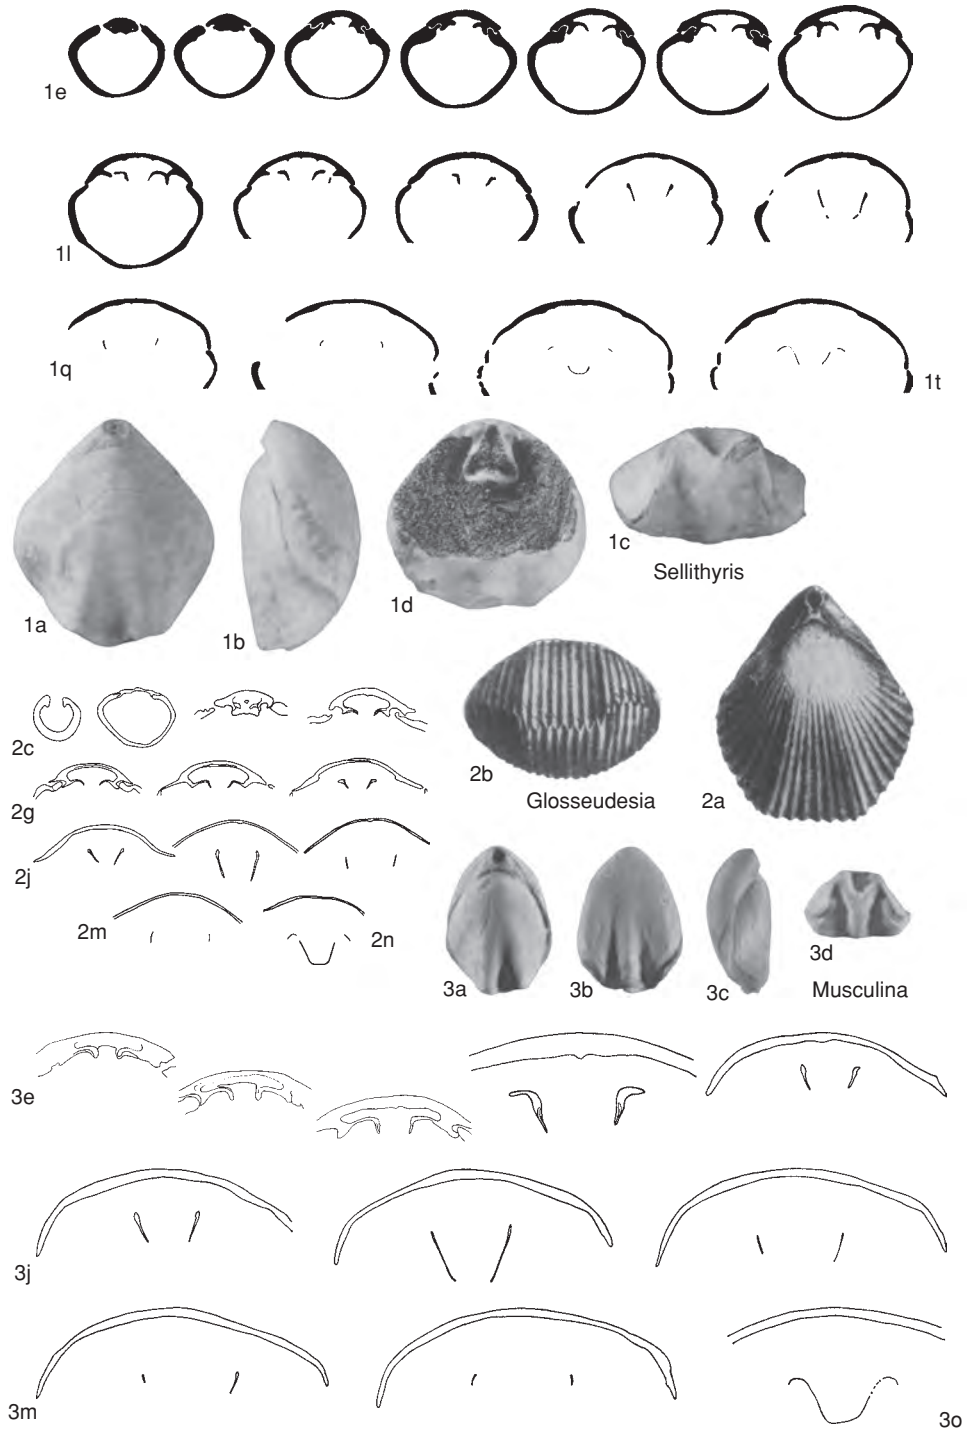 1e
1l
1q
1t
1a
1b
1d
1c
Sellithyris
2c
2g
2j
2m
2n
2b
Glosseudesia
2a
3a
3b
3c
3d
Musculina
3e
3j
3m
3o